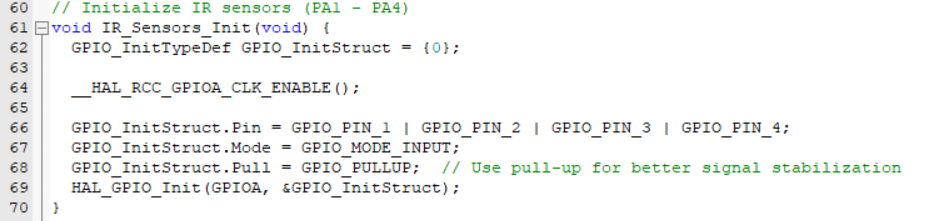 60 // Initialize IR sensors (PA1 - PA4)
61 void IR_Sensors_Init(void) {
62 GPIO_InitTypeDef GPIO_InitStruct = {0};
63
64 __HAL_RCC_GPIOA_CLK_ENABLE();
65
66 GPIO_InitStruct.Pin = GPIO_PIN_1 | GPIO_PIN_2 | GPIO_PIN_3 | GPIO_PIN_4;
67 GPIO_InitStruct.Mode = GPIO_MODE_INPUT;
68 GPIO_InitStruct.Pull = GPIO_PULLUP; // Use pull-up for better signal stabilization
69 HAL_GPIO_Init(GPIOA, &GPIO_InitStruct);
70 }